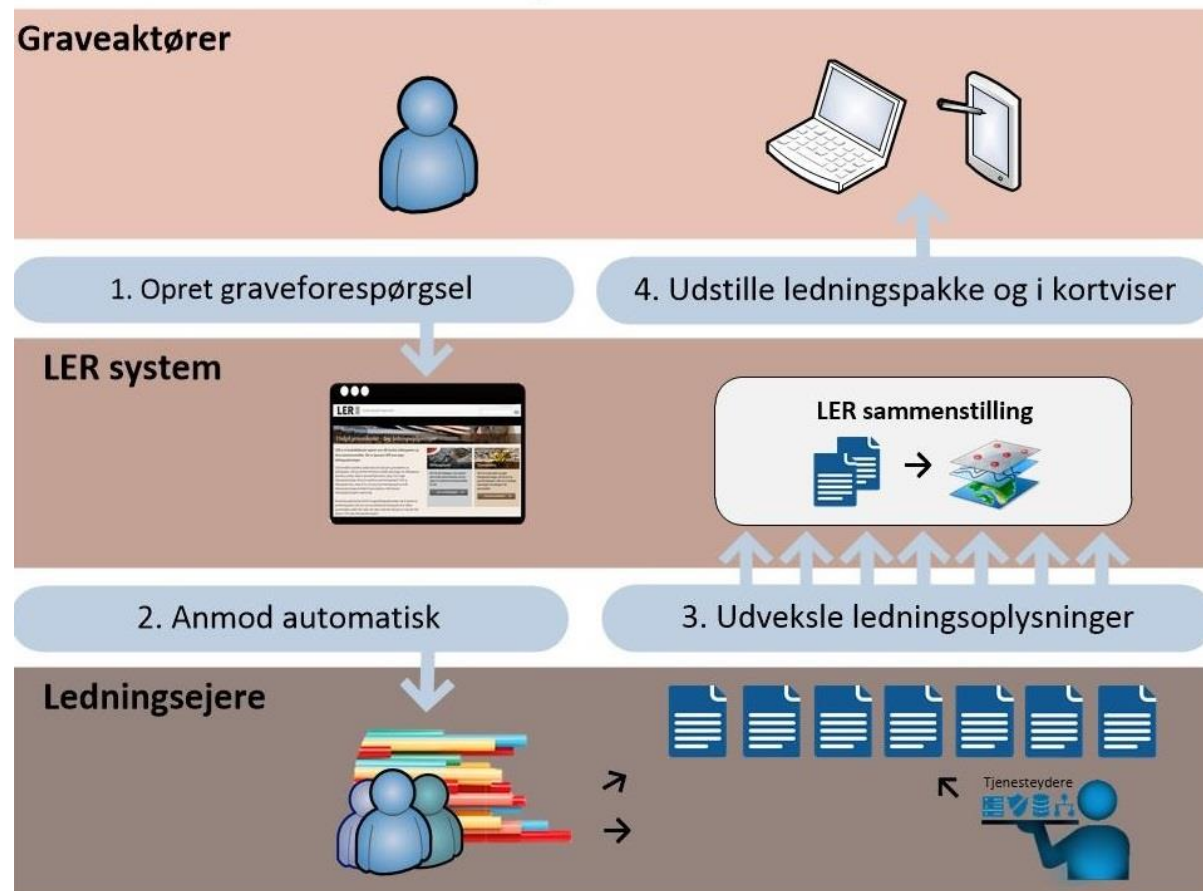 Graveaktører
1. Opret graveforespørgsel
4. Udstille ledningspakke og i kortviser
LER system
LER
LER sammenstilling
2. Anmod automatisk
3. Udveksle ledningsoplysninger
Ledningsejere
Tjenesteydere